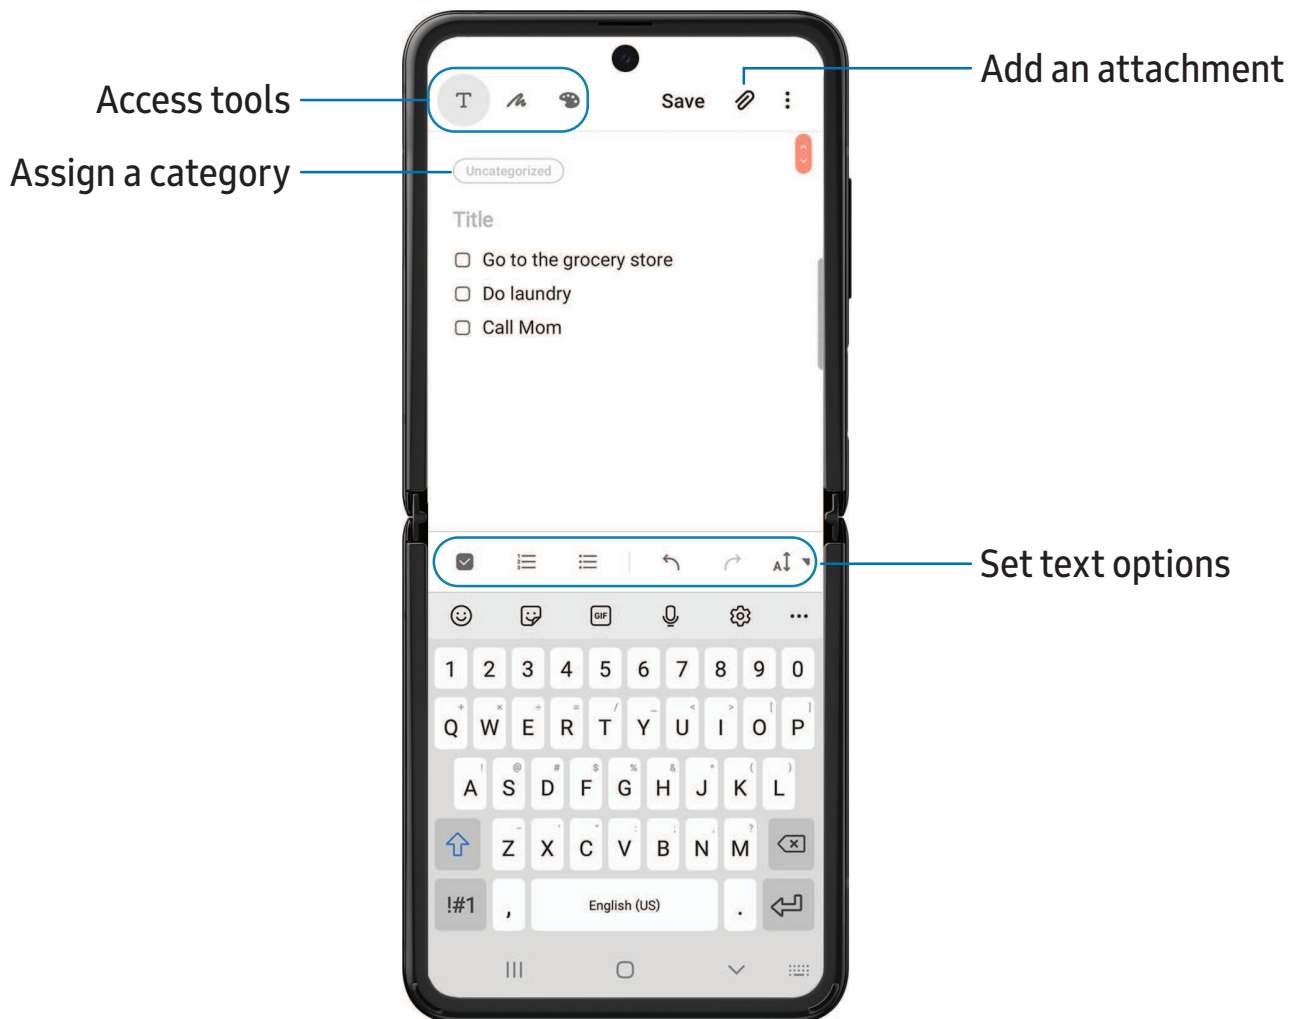 Add an attachment
Access tools
T Save
Assign a category
Uncategorized
Title
Go to the grocery store
Do laundry
Call Mom
Set text options
A
GIF
1 2 3 4 5 6 7 8 9 0
+ × ÷ = / _ < > [ ]
Q W E R T Y U I O P
! @ # $ % & * ( )
A S D F G H J K L
- ' " : ; , ?
Z X C V B N M
!#1 , English (US) .